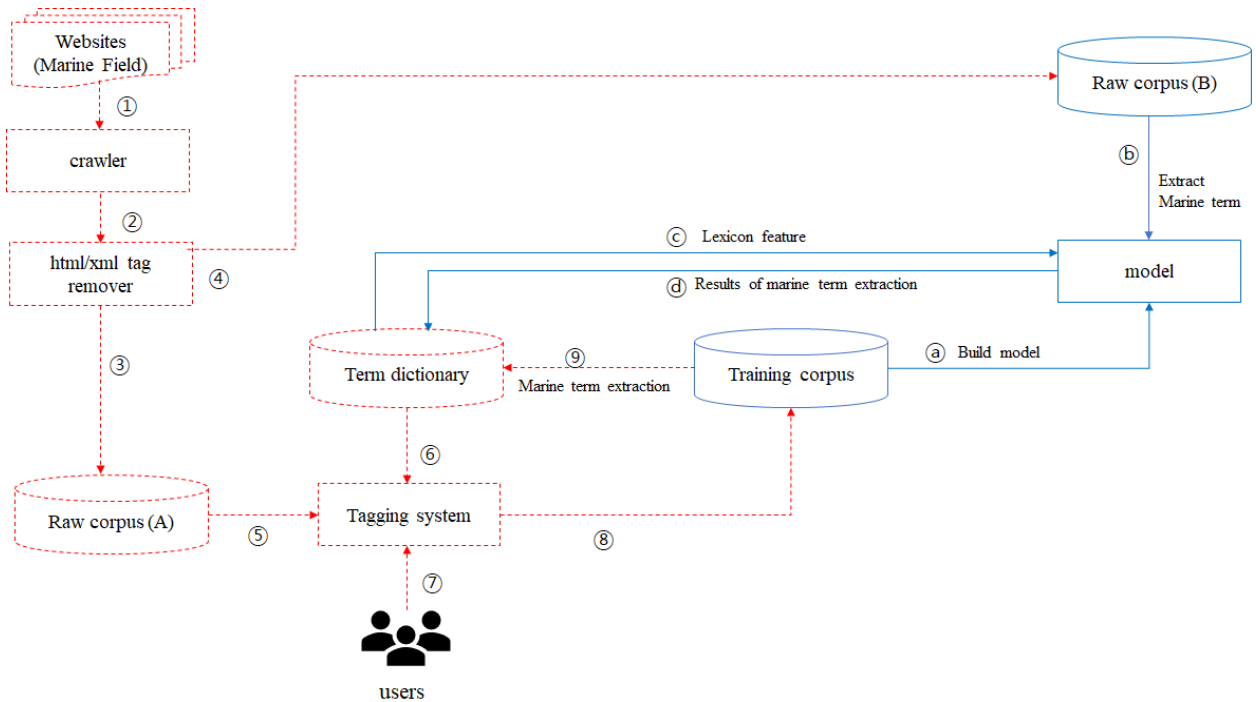 Websites
(Marine Field)
①
crawler
②
html/xml tag
remover
④
③
Raw corpus (A)
⑤
Raw corpus (B)
ⓑ
Extract
Marine term
ⓒ Lexicon feature
model
ⓓ Results of marine term extraction
ⓐ Build model
Term dictionary
⑨
Marine term extraction
Training corpus
⑥
Tagging system
⑧
⑦
users